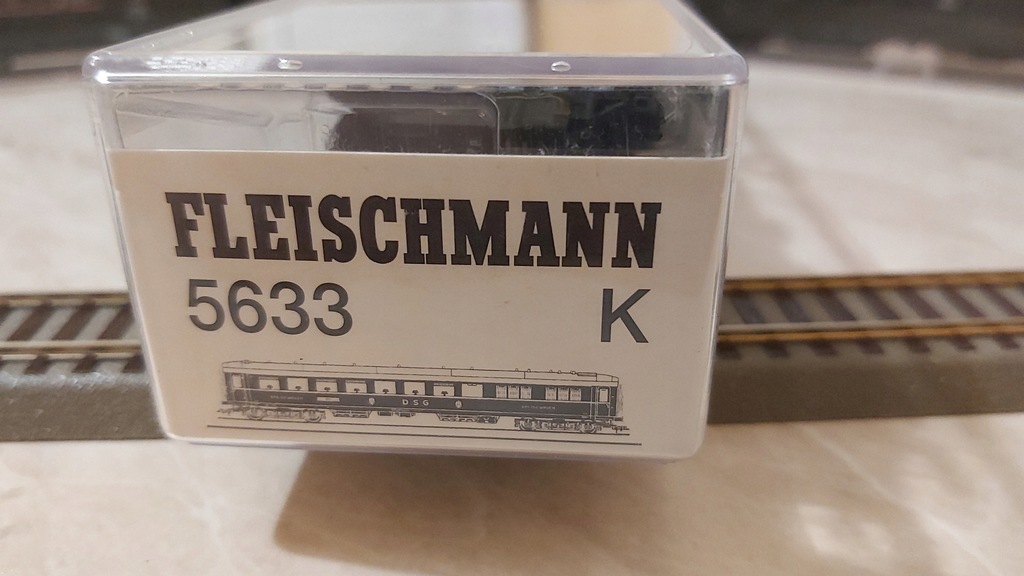 FLEISCHMANN
5633 K
DSG